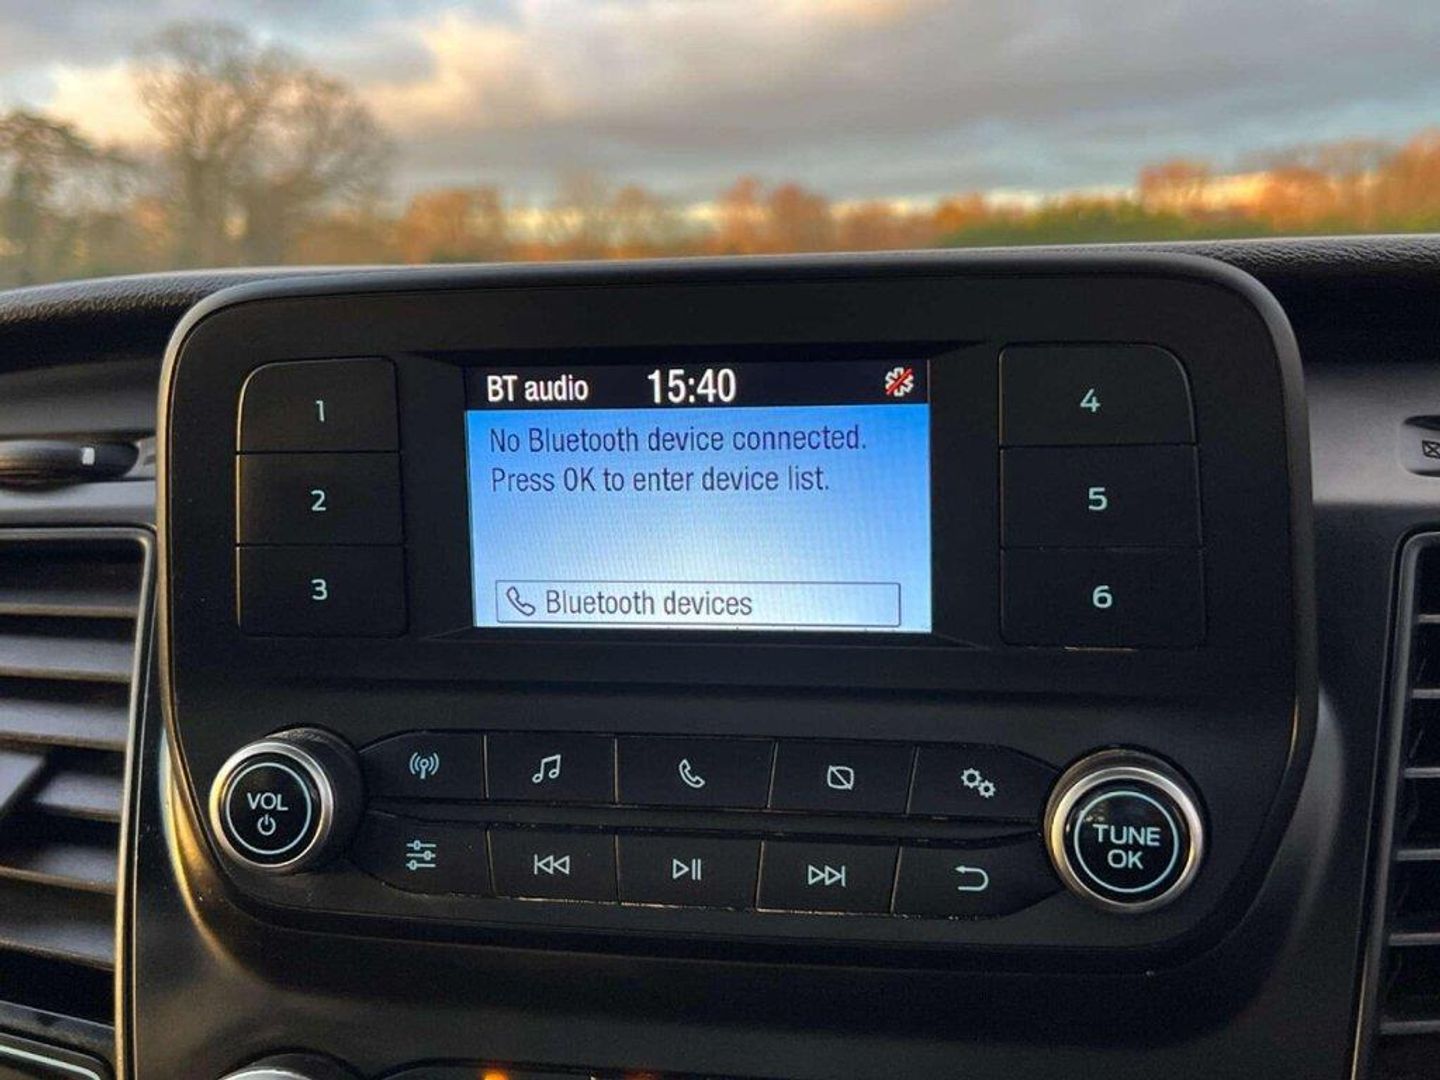 BT audio 15:40
No Bluetooth device connected.
Press OK to enter device list.
Bluetooth devices
1
2
3
4
5
6
VOL
TUNE
OK